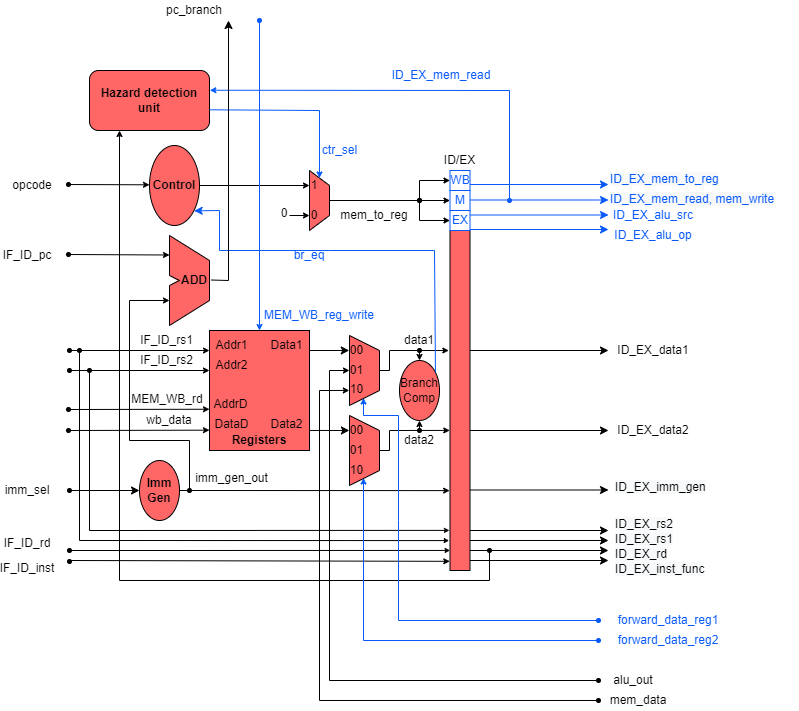 pc_branch
ID_EX_mem_read
Hazard detection
unit
ctr_sel
ID/EX
opcode
Control
1
0
0
mem_to_reg
WB
M
EX
ID_EX_mem_to_reg
ID_EX_mem_read, mem_write
ID_EX_alu_src
ID_EX_alu_op
IF_ID_pc
ADD
br_eq
MEM_WB_reg_write
IF_ID_rs1
IF_ID_rs2
MEM_WB_rd
wb_data
Addr1
Addr2
AddrD
DataD
Data1
Data2
Registers
00
01
10
00
01
10
data1
Branch
Comp
data2
ID_EX_data1
ID_EX_data2
imm_sel
Imm
Gen
imm_gen_out
ID_EX_imm_gen
IF_ID_rd
IF_ID_inst
ID_EX_rs2
ID_EX_rs1
ID_EX_rd
ID_EX_inst_func
forward_data_reg1
forward_data_reg2
alu_out
mem_data